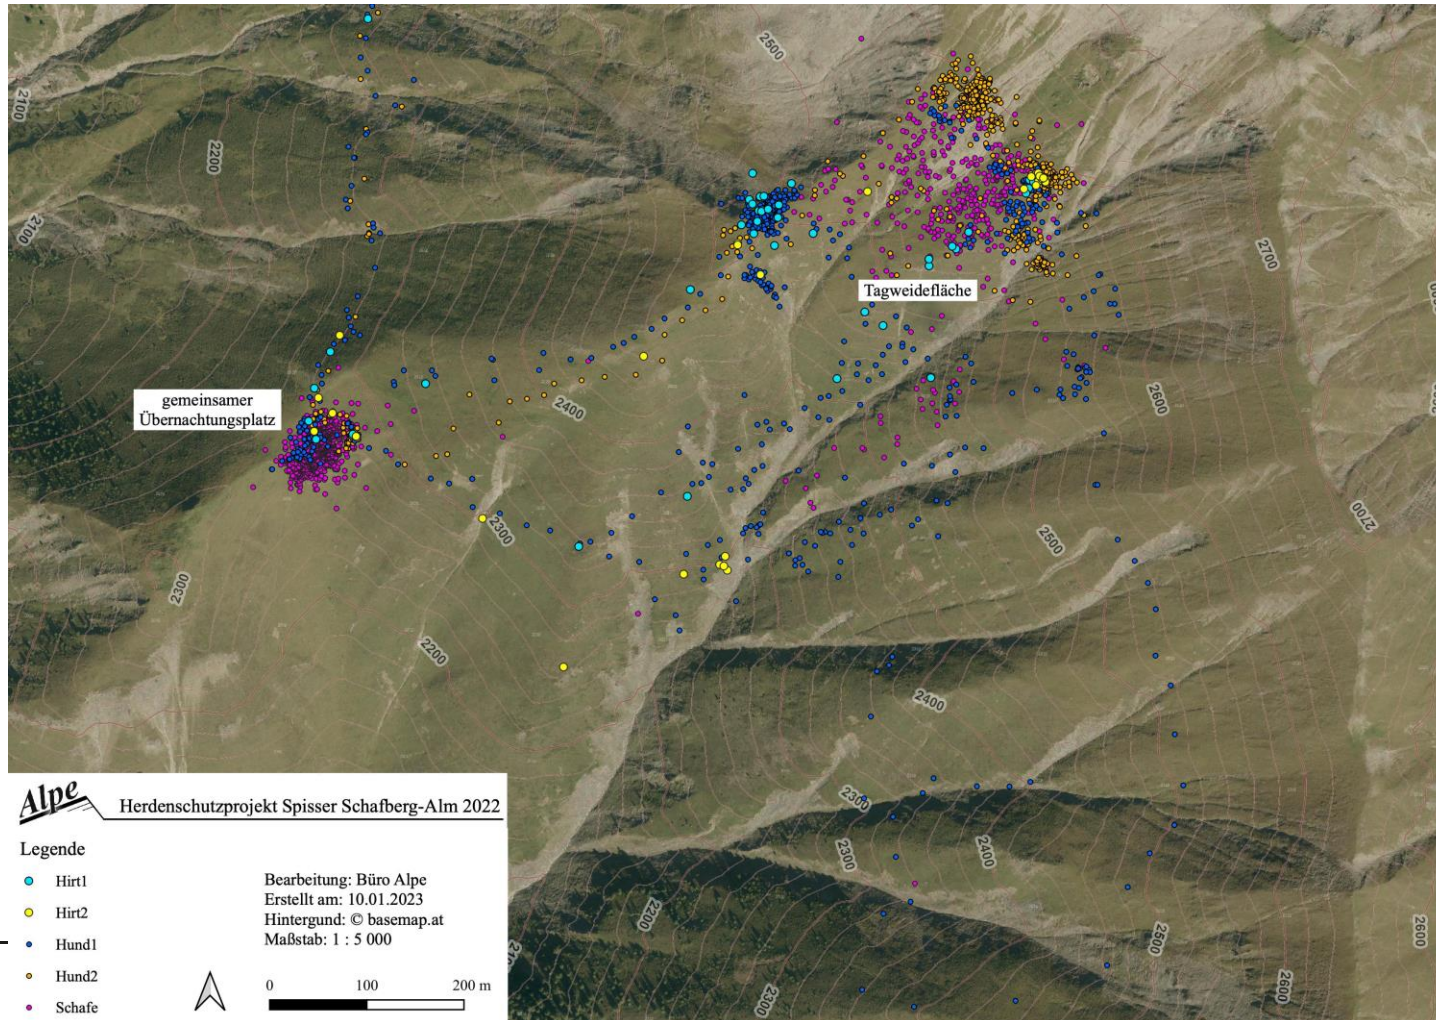 2500
2100
2200
2100
2700
Tagweidefläche
gemeinsamer
Übernachtungsplatz
2400
2600
2300
2500
2700
2300
2200
2400
2300
2300
2400
2200
2500
2600
2600
2300
Alpe
Herdenschutzprojekt Spisser Schafberg-Alm 2022
Legende
Hirt1
Hirt2
Hund1
Hund2
Schafe
Bearbeitung: Büro Alpe
Erstellt am: 10.01.2023
Hintergund: © basemap.at
Maßstab: 1 : 5 000
0 100 200 m